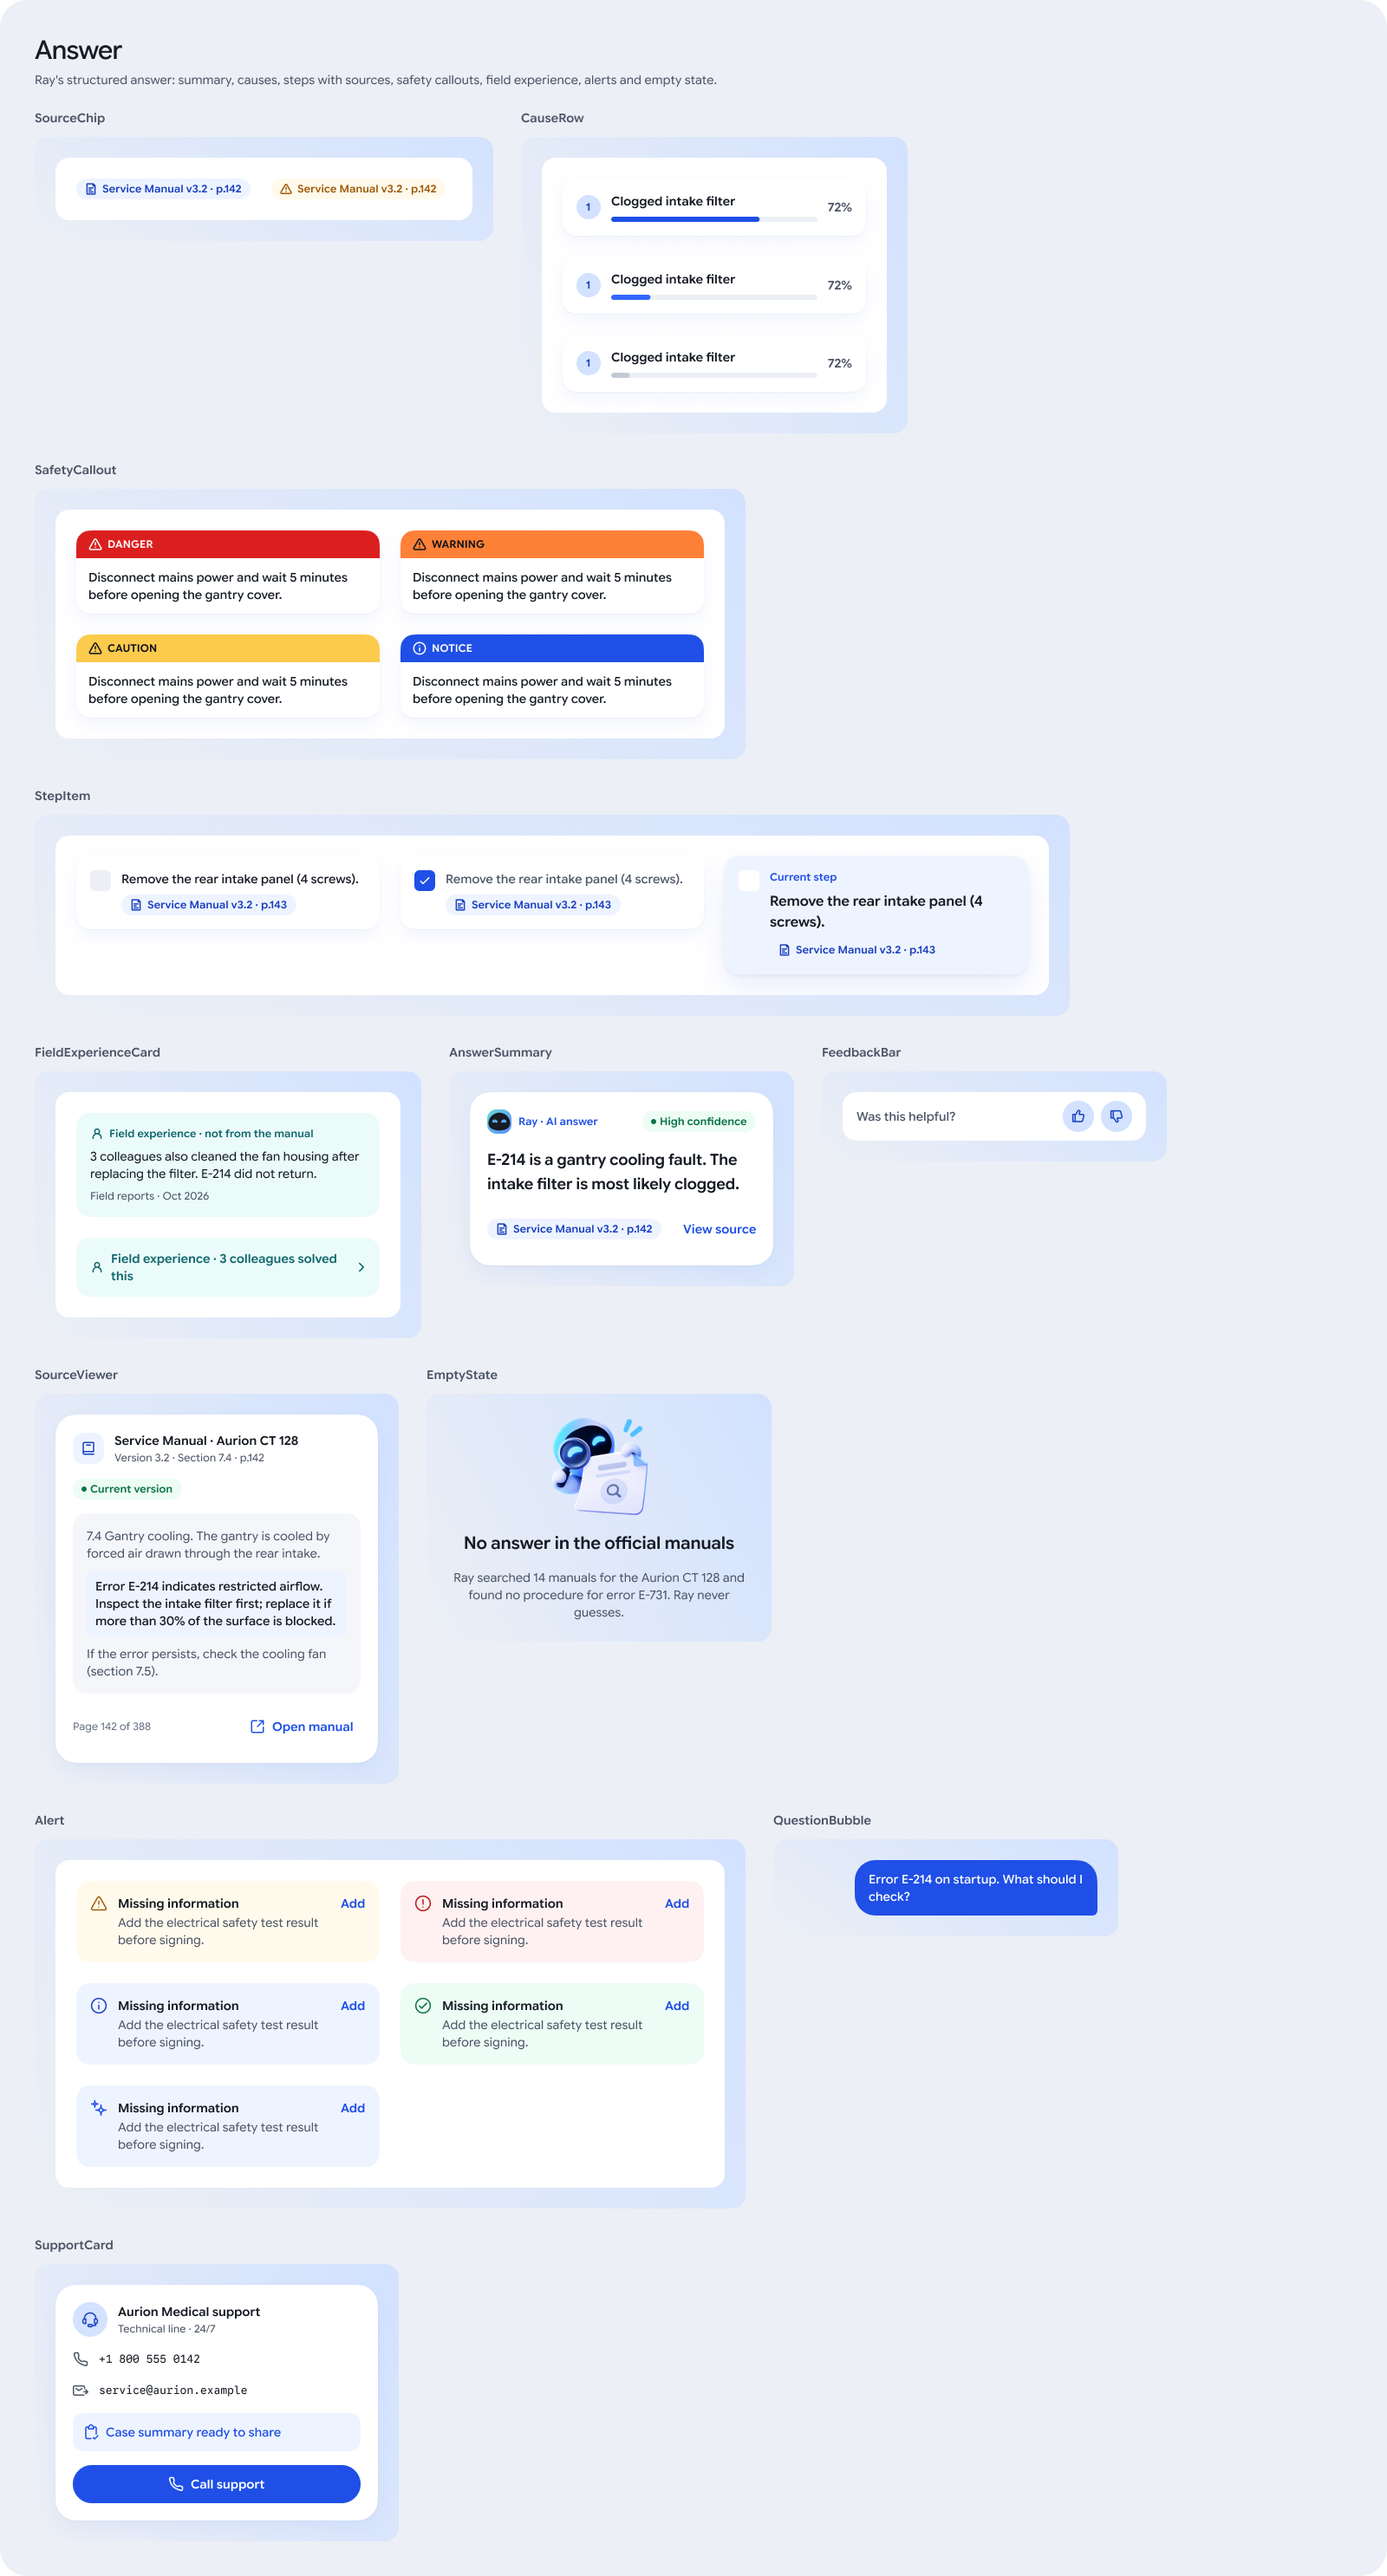 Answer
Ray's structured answer: summary, causes, steps with sources, safety callouts, field experience, alerts and empty state.
SourceChip
Service Manual v3.2 · p.142
Service Manual v3.2 · p.142
CauseRow
1
Clogged intake filter
72%
1
Clogged intake filter
72%
1
Clogged intake filter
72%
SafetyCallout
DANGER
Disconnect mains power and wait 5 minutes
before opening the gantry cover.
WARNING
Disconnect mains power and wait 5 minutes
before opening the gantry cover.
CAUTION
Disconnect mains power and wait 5 minutes
before opening the gantry cover.
NOTICE
Disconnect mains power and wait 5 minutes
before opening the gantry cover.
StepItem
Remove the rear intake panel (4 screws).
Service Manual v3.2 · p.143
Remove the rear intake panel (4 screws).
Service Manual v3.2 · p.143
Current step
Remove the rear intake panel (4
screws).
Service Manual v3.2 · p.143
FieldExperienceCard
Field experience · not from the manual
3 colleagues also cleaned the fan housing after
replacing the filter. E-214 did not return.
Field reports · Oct 2026
Field experience · 3 colleagues solved
this
AnswerSummary
Ray · AI answer
High confidence
E-214 is a gantry cooling fault. The
intake filter is most likely clogged.
Service Manual v3.2 · p.142
View source
FeedbackBar
Was this helpful?
SourceViewer
Service Manual · Aurion CT 128
Version 3.2 · Section 7.4 · p.142
Current version
7.4 Gantry cooling. The gantry is cooled by
forced air drawn through the rear intake.
Error E-214 indicates restricted airflow.
Inspect the intake filter first; replace it if
more than 30% of the surface is blocked.
If the error persists, check the cooling fan
(section 7.5).
Page 142 of 388
Open manual
EmptyState
No answer in the official manuals
Ray searched 14 manuals for the Aurion CT 128 and
found no procedure for error E-731. Ray never
guesses.
Alert
Missing information
Add
Add the electrical safety test result
before signing.
Missing information
Add
Add the electrical safety test result
before signing.
Missing information
Add
Add the electrical safety test result
before signing.
Missing information
Add
Add the electrical safety test result
before signing.
Missing information
Add
Add the electrical safety test result
before signing.
QuestionBubble
Error E-214 on startup. What should I
check?
SupportCard
Aurion Medical support
Technical line · 24/7
+1 800 555 0142
service@aurion.example
Case summary ready to share
Call support